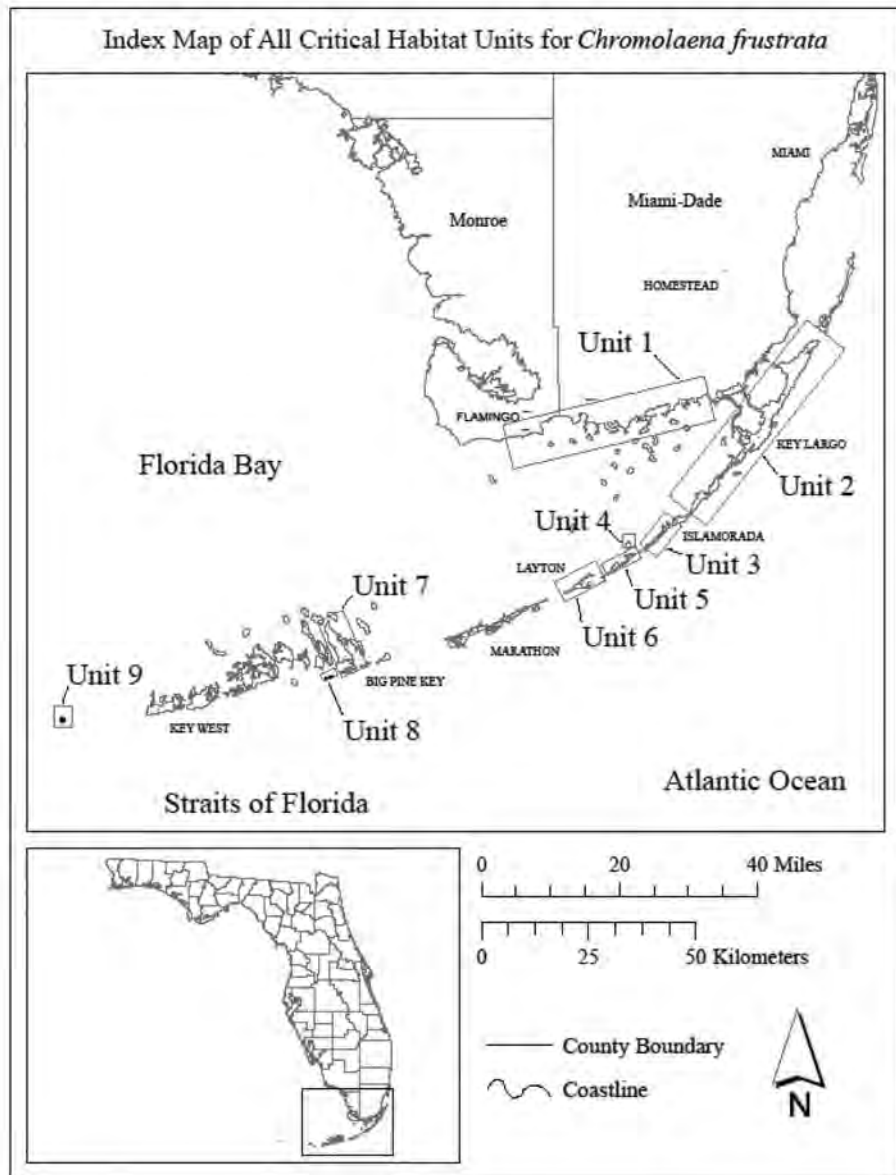 Index Map of All Critical Habitat Units for Chromolaena frustrata
MIAMI
Monroe
Miami-Dade
HOMESTEAD
Unit 1
FLAMINGO
KEY LARGO
Florida Bay
Unit 2
Unit 4
ISLAMORADA
LAYTON
Unit 3
Unit 7
Unit 5
Unit 6
MARATHON
Unit 9
BIG PINE KEY
KEY WEST
Unit 8
Atlantic Ocean
Straits of Florida
0 20 40 Miles
0 25 50 Kilometers
County Boundary
Coastline
N